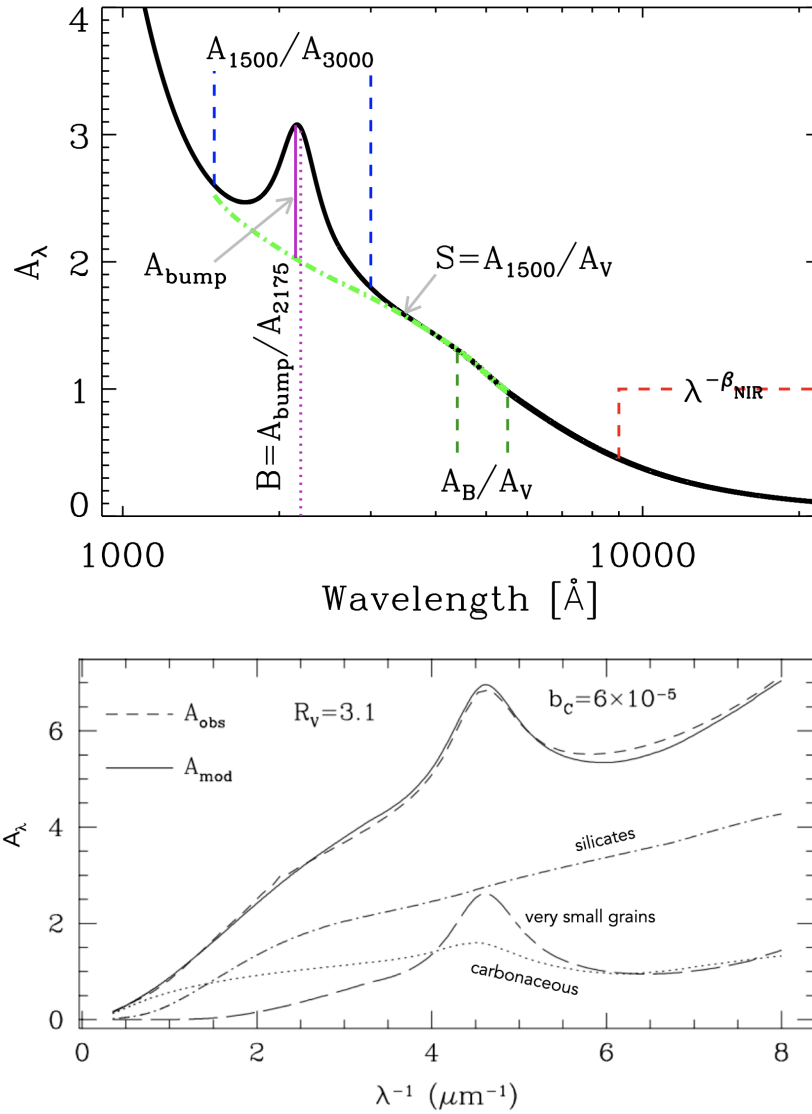 4
A1500/A3000
3
Aλ
Abump
B=Abump/A2175
S=A1500/AV
2
1
λ^−βNIR
AB/AV
0
1000
10000
Wavelength [Å]
Aobs
RV=3.1
bC=6×10^-5
6
Amod
Aλ
4
silicates
2
very small grains
carbonaceous
0
0
2
4
6
8
λ^-1 (μm^-1)